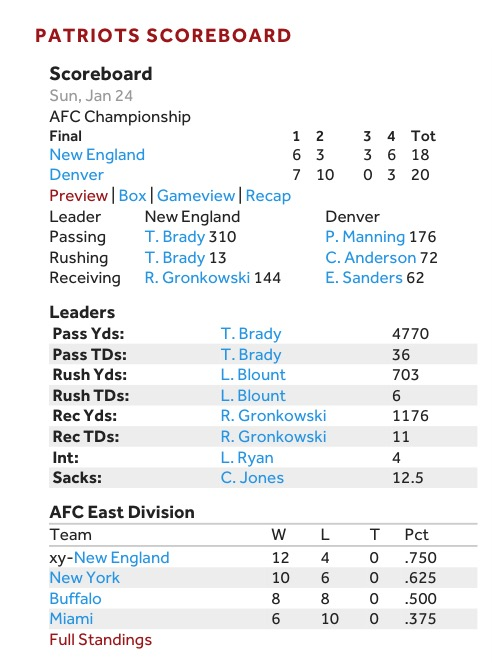 PATRIOTS SCOREBOARD
Scoreboard
Sun, Jan 24
AFC Championship
Final 1 2 3 4 Tot
New England 6 3 3 6 18
Denver 7 10 0 3 20
Preview | Box | Gameview | Recap
Leader New England Denver
Passing T. Brady 310 P. Manning 176
Rushing T. Brady 13 C. Anderson 72
Receiving R. Gronkowski 144 E. Sanders 62
Leaders
Pass Yds: T. Brady 4770
Pass TDs: T. Brady 36
Rush Yds: L. Blount 703
Rush TDs: L. Blount 6
Rec Yds: R. Gronkowski 1176
Rec TDs: R. Gronkowski 11
Int: L. Ryan 4
Sacks: C. Jones 12.5
AFC East Division
Team W L T Pct
xy-New England 12 4 0 .750
New York 10 6 0 .625
Buffalo 8 8 0 .500
Miami 6 10 0 .375
Full Standings